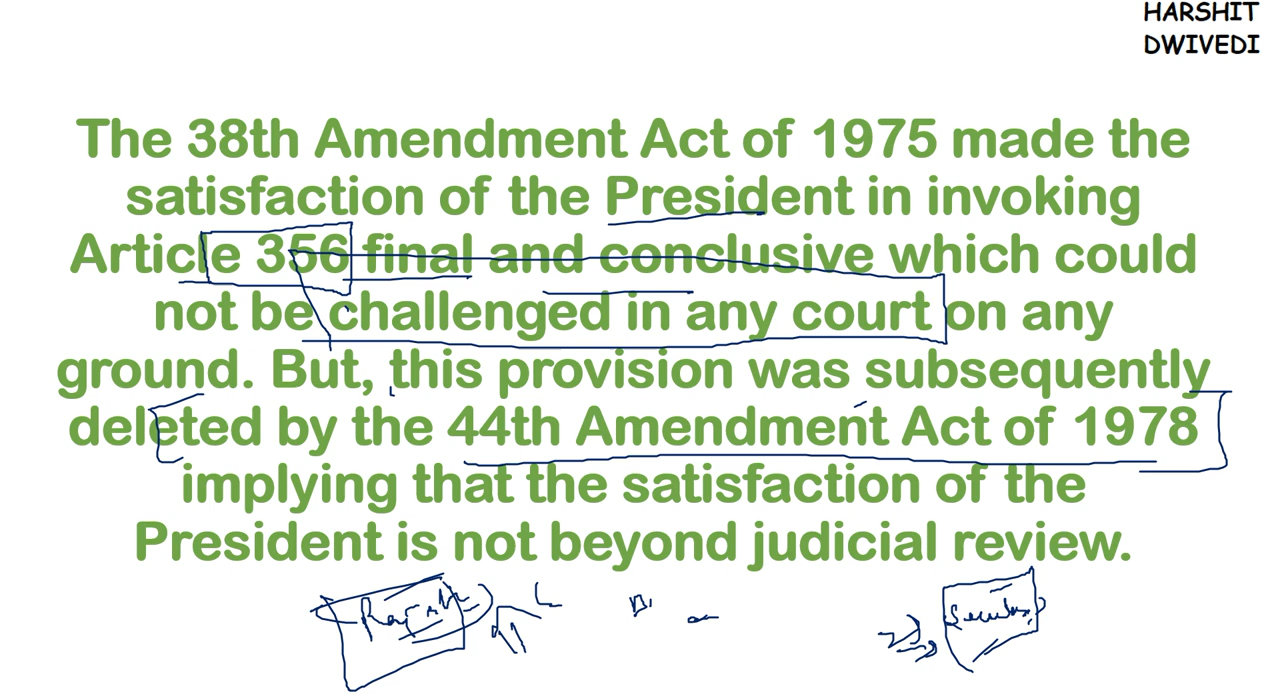 HARSHIT
DWIVEDI
The 38th Amendment Act of 1975 made the
satisfaction of the President in invoking
Article 356 final and conclusive which could
not be challenged in any court on any
ground. But, this provision was subsequently
deleted by the 44th Amendment Act of 1978
implying that the satisfaction of the
President is not beyond judicial review.